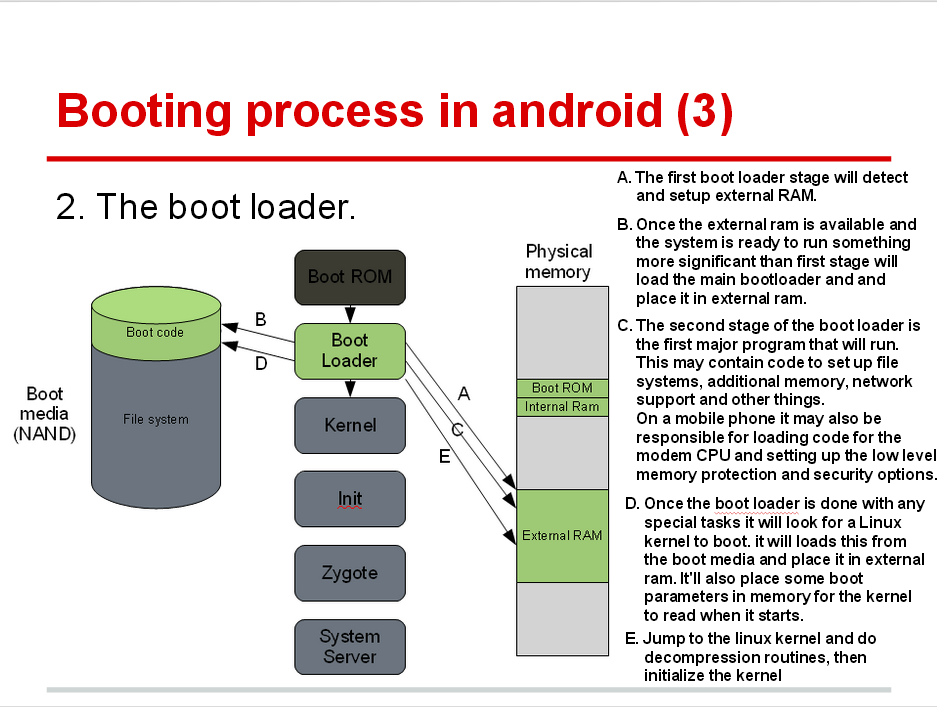 Booting process in android (3)
2. The boot loader.
Boot code
File system
Boot
media
(NAND)
B
D
Boot ROM
Boot
Loader
Kernel
Init
Zygote
System
Server
A
C
E
Physical
memory
Boot ROM
Internal Ram
External RAM
A. The first boot loader stage will detect
and setup external RAM.
B. Once the external ram is available and
the system is ready to run something
more significant than first stage will
load the main bootloader and and
place it in external ram.
C. The second stage of the boot loader is
the first major program that will run.
This may contain code to set up file
systems, additional memory, network
support and other things.
On a mobile phone it may also be
responsible for loading code for the
modem CPU and setting up the low level
memory protection and security options.
D. Once the boot loader is done with any
special tasks it will look for a Linux
kernel to boot. it will loads this from
the boot media and place it in external
ram. It'll also place some boot
parameters in memory for the kernel
to read when it starts.
E. Jump to the linux kernel and do
decompression routines, then
initialize the kernel